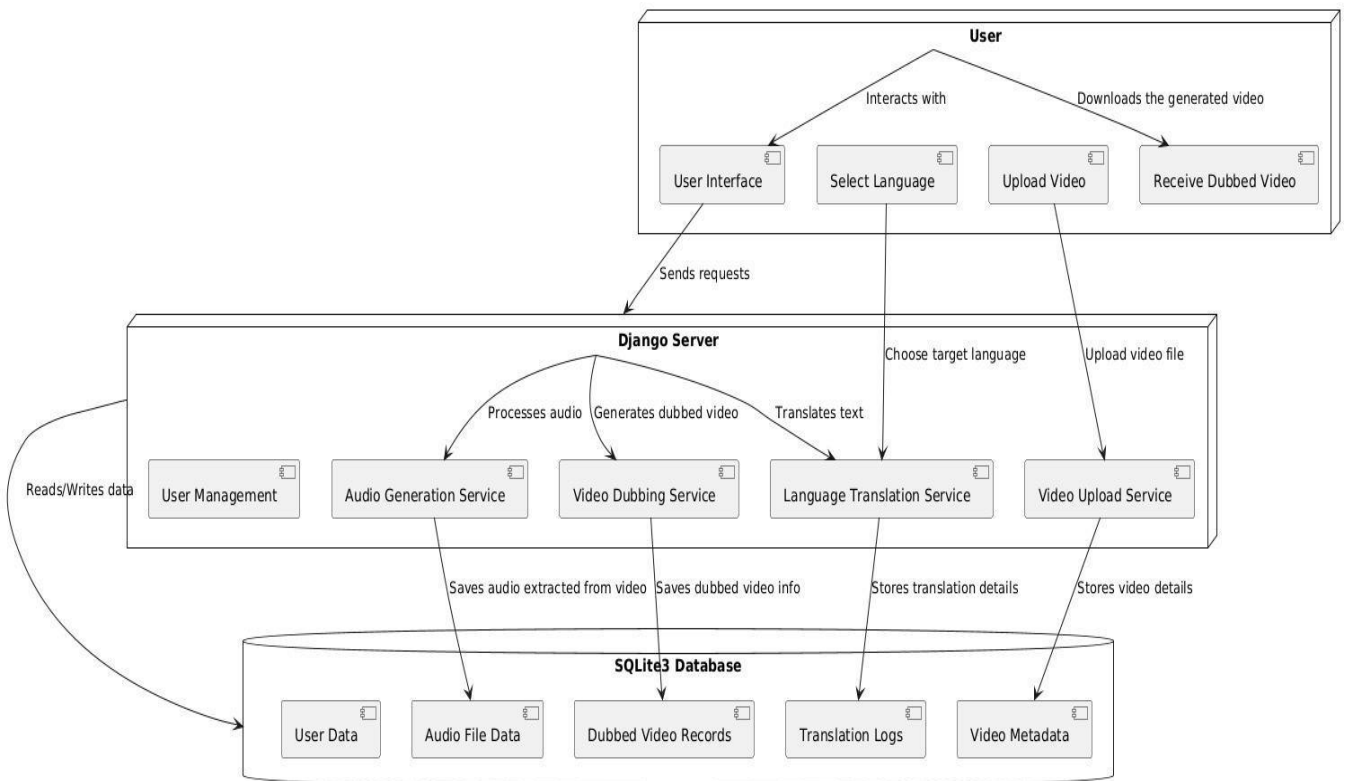 User
Interacts with
Downloads the generated video
User Interface
Select Language
Upload Video
Receive Dubbed Video
Sends requests
Django Server
Choose target language
Upload video file
Processes audio
Generates dubbed video
Translates text
Reads/Writes data
User Management
Audio Generation Service
Video Dubbing Service
Language Translation Service
Video Upload Service
Saves audio extracted from video
Saves dubbed video info
Stores translation details
Stores video details
SQLite3 Database
User Data
Audio File Data
Dubbed Video Records
Translation Logs
Video Metadata